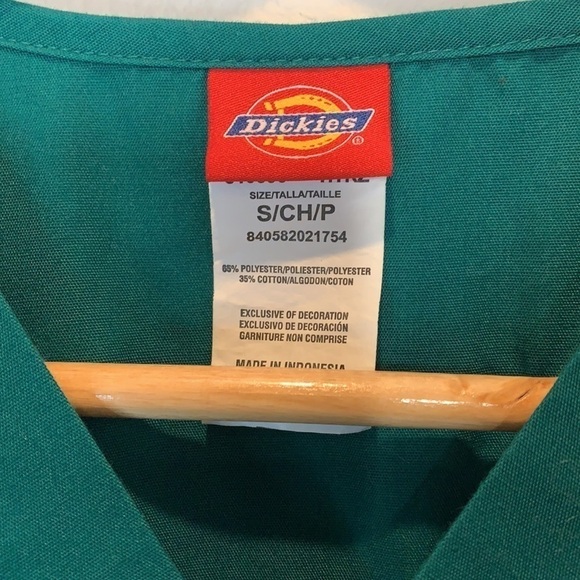 Dickies
®
SIZE/TALLA/TAILLE
S/CH/P
840582021754
65% POLYESTER/POLIESTER/POLYESTER
35% COTTON/ALGODON/COTON
EXCLUSIVE OF DECORATION
EXCLUSIVO DE DECORACIÓN
GARNITURE NON COMPRISE
MADE IN INDONESIA